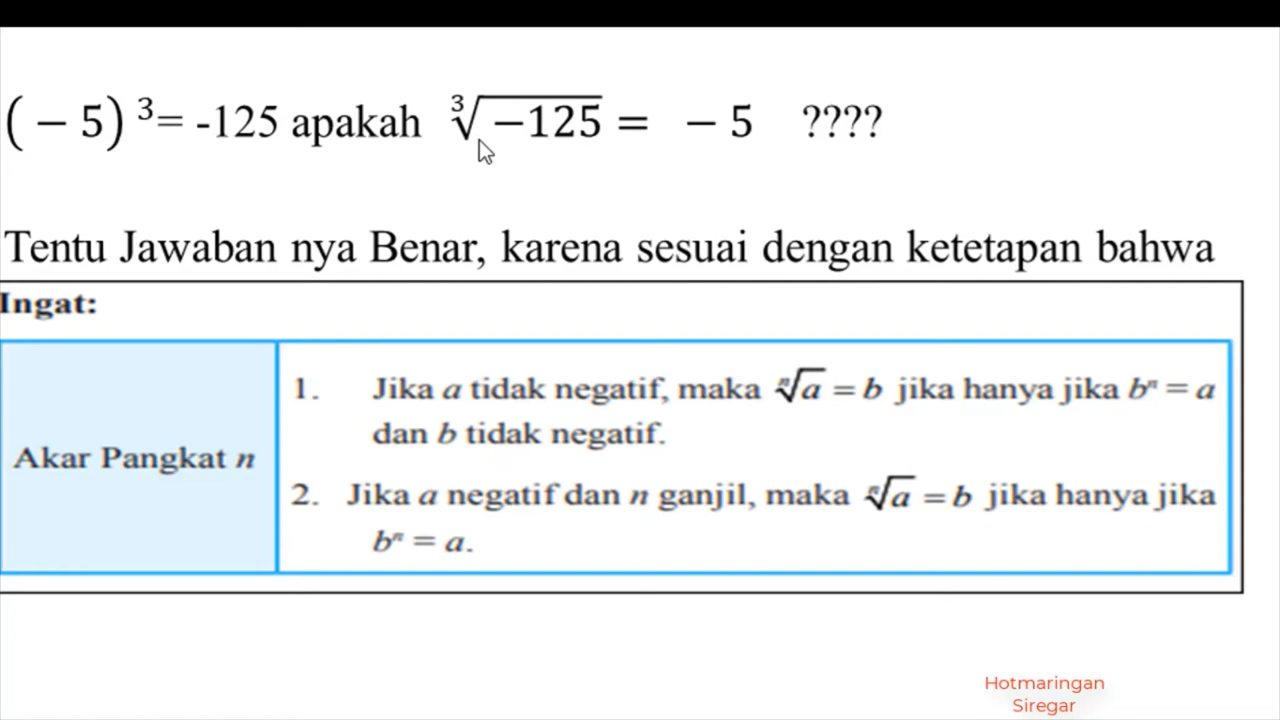 (− 5) ³= -125 apakah ∛−125 = − 5 ????
Tentu Jawaban nya Benar, karena sesuai dengan ketetapan bahwa
Ingat:
Akar Pangkat n
1. Jika a tidak negatif, maka ⁿ√a = b jika hanya jika bⁿ = a
dan b tidak negatif.
2. Jika a negatif dan n ganjil, maka ⁿ√a = b jika hanya jika
bⁿ = a.
Hotmaringan
Siregar